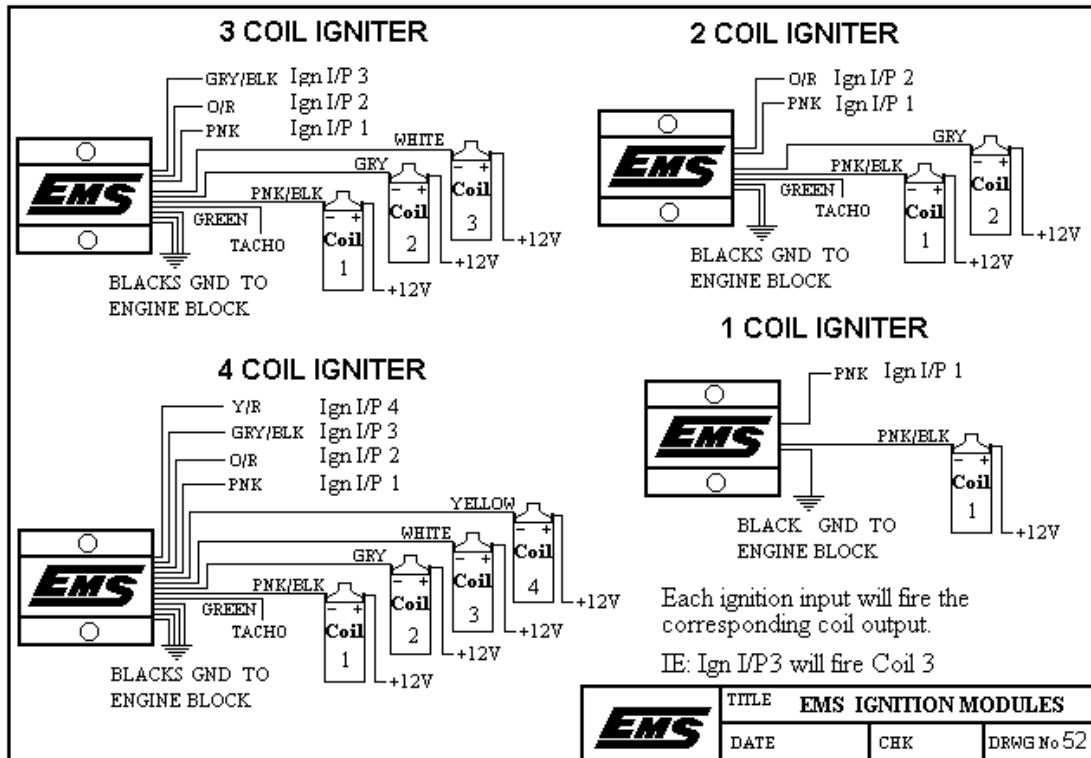 3 COIL IGNITER
GRY/BLK Ign I/P 3
O/R Ign I/P 2
PNK Ign I/P 1
WHITE
GRY
PNK/BLK
GREEN
TACHO
EMS
- +
Coil
1
- +
Coil
2
- +
Coil
3
+12V
+12V
+12V
BLACKS GND TO
ENGINE BLOCK
2 COIL IGNITER
O/R Ign I/P 2
PNK Ign I/P 1
GRY
PNK/BLK
GREEN
TACHO
EMS
- +
Coil
1
- +
Coil
2
+12V
+12V
BLACKS GND TO
ENGINE BLOCK
4 COIL IGNITER
Y/R Ign I/P 4
GRY/BLK Ign I/P 3
O/R Ign I/P 2
PNK Ign I/P 1
YELLOW
WHITE
GRY
PNK/BLK
GREEN
TACHO
EMS
- +
Coil
1
- +
Coil
2
- +
Coil
3
- +
Coil
4
+12V
+12V
+12V
+12V
BLACKS GND TO
ENGINE BLOCK
1 COIL IGNITER
PNK Ign I/P 1
PNK/BLK
EMS
- +
Coil
1
+12V
BLACK GND TO
ENGINE BLOCK
Each ignition input will fire the
corresponding coil output.
IE: Ign I/P3 will fire Coil 3
EMS
TITLE EMS IGNITION MODULES
DATE CHK DRWG No 52